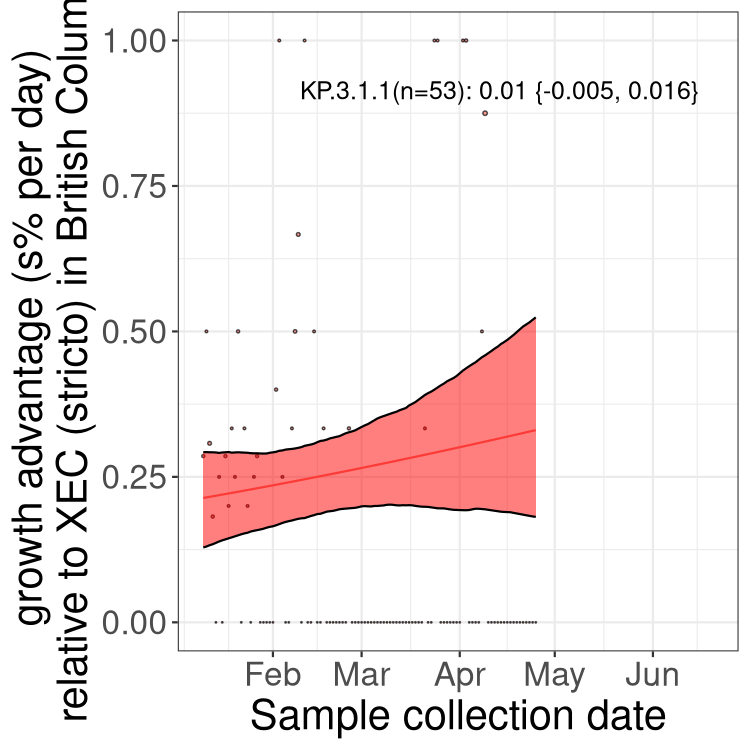 growth advantage (s% per day)
relative to XEC (stricto) in British Colum
1.00
0.75
0.50
0.25
0.00
KP.3.1.1(n=53): 0.01 {-0.005, 0.016}
Feb Mar Apr May Jun
Sample collection date